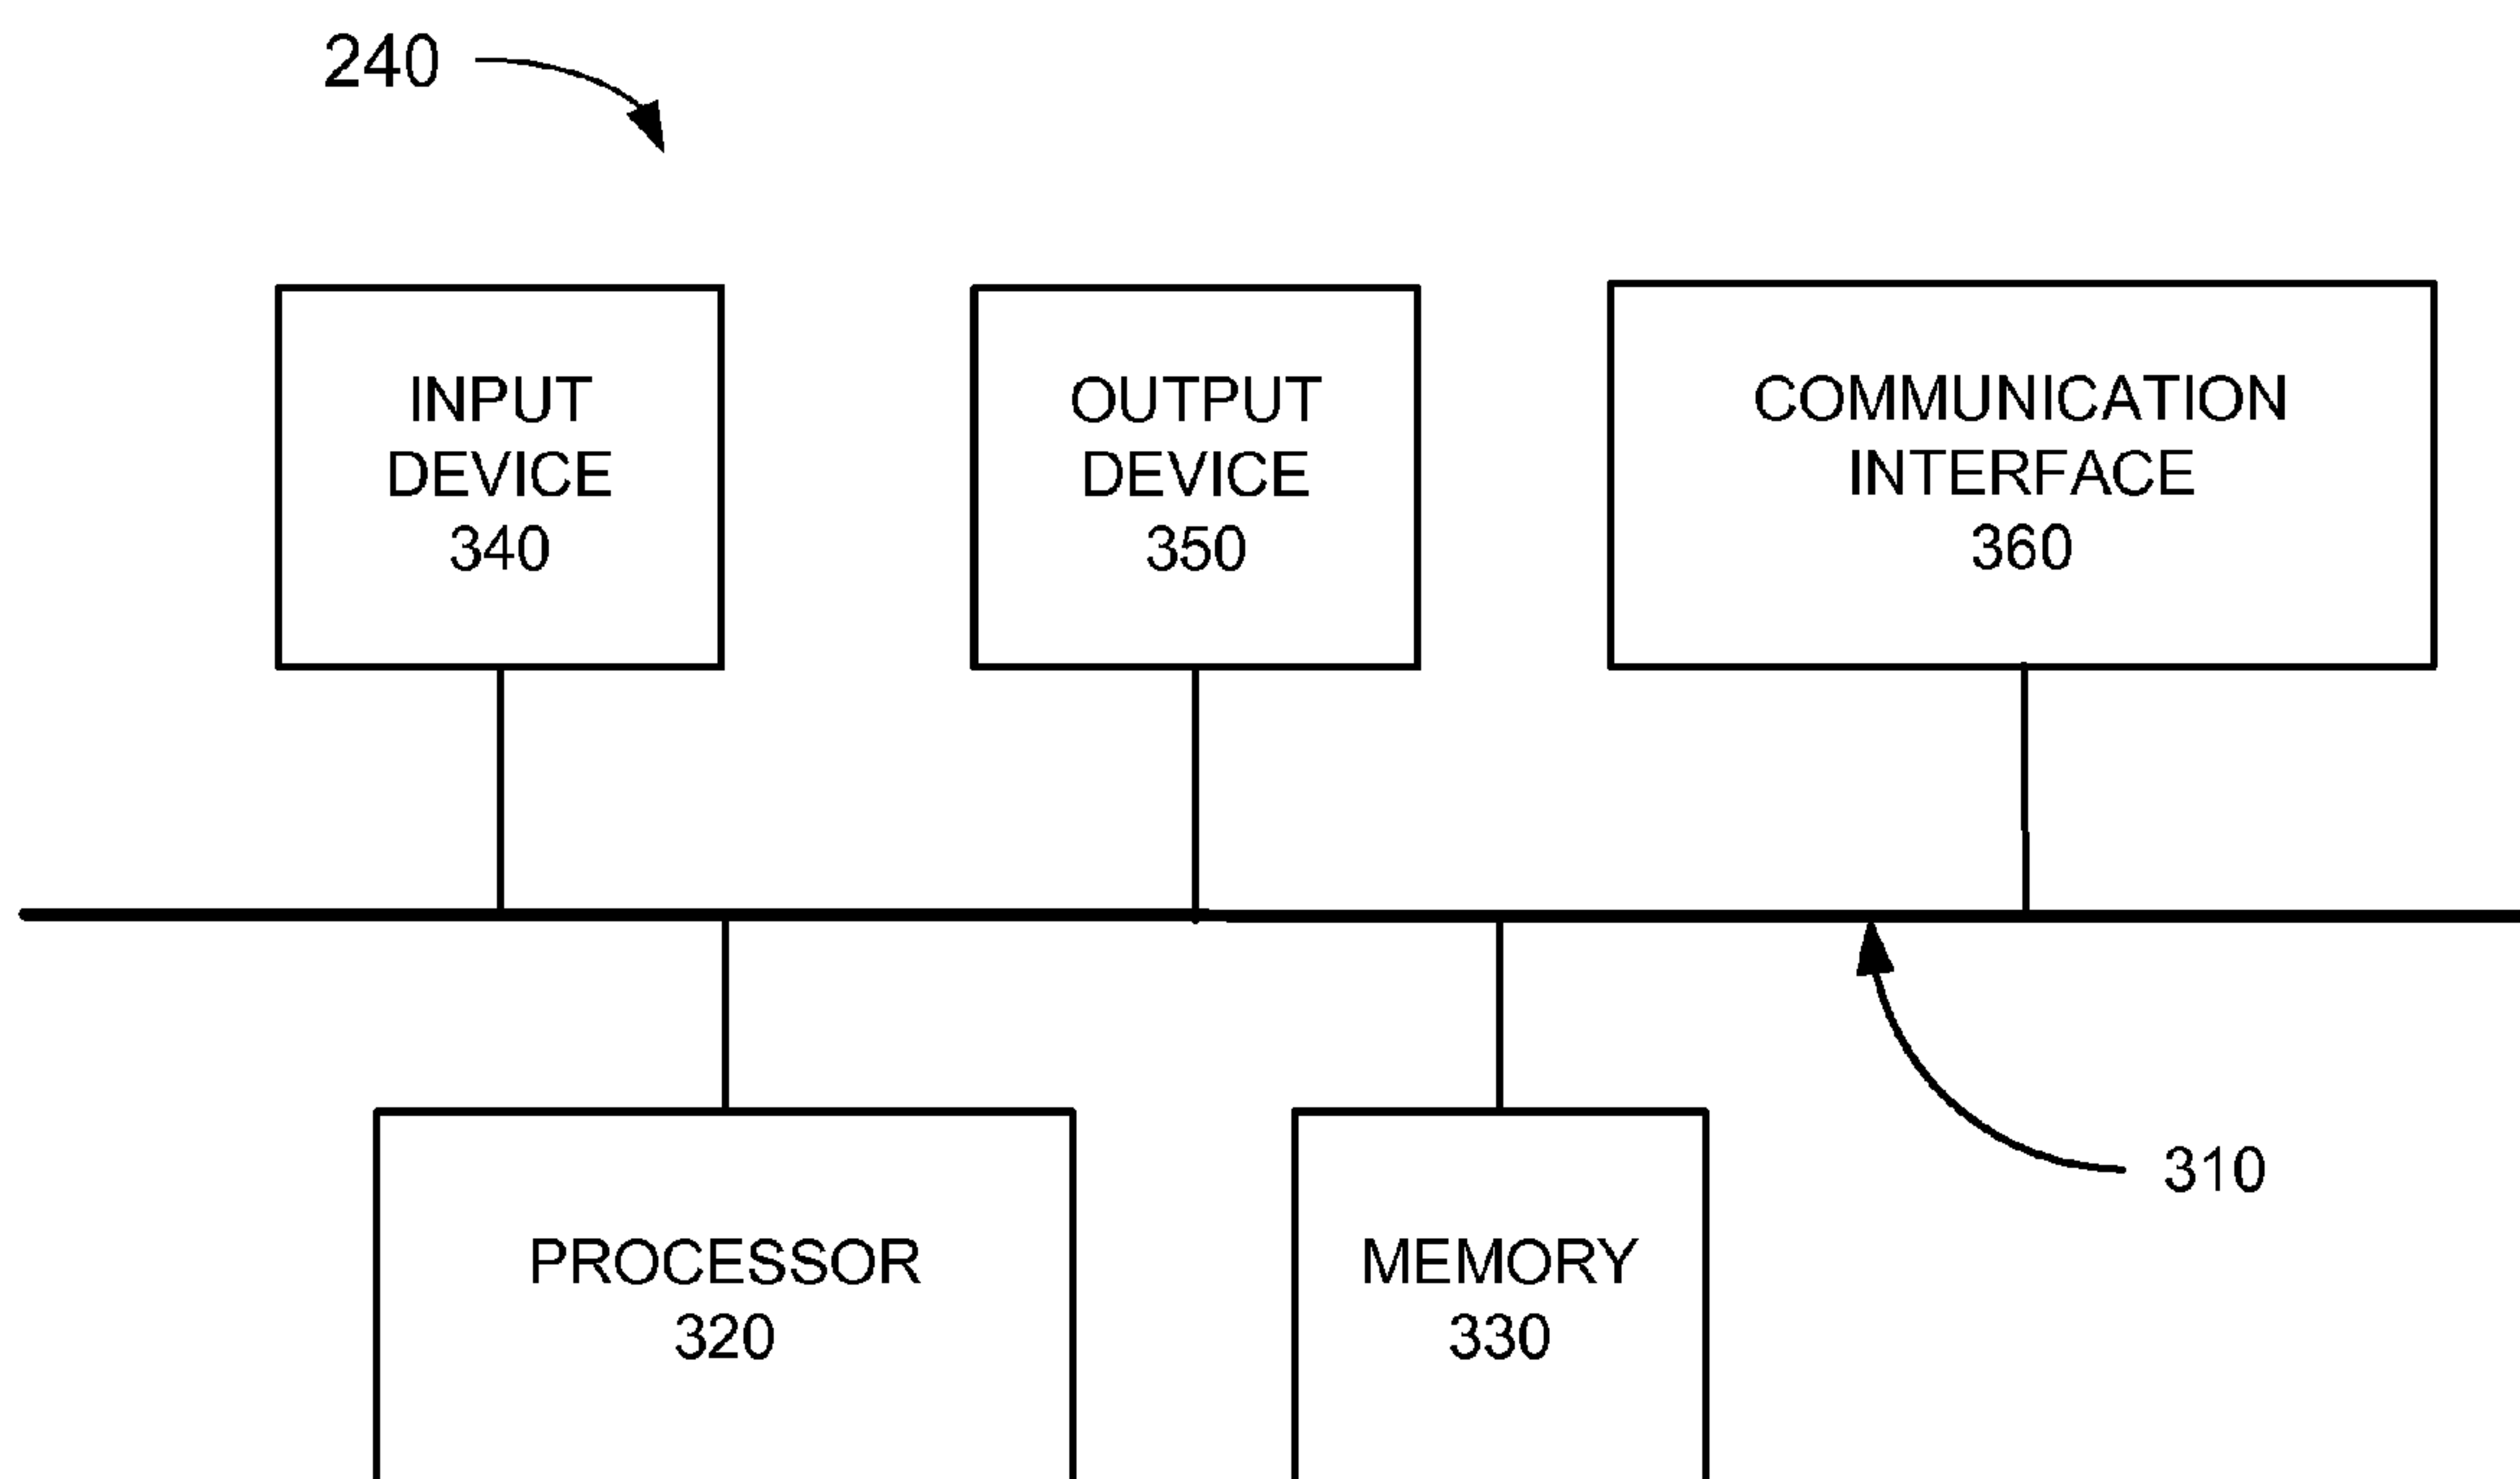 240
INPUT
DEVICE
340
OUTPUT
DEVICE
350
COMMUNICATION
INTERFACE
360
PROCESSOR
320
MEMORY
330
310